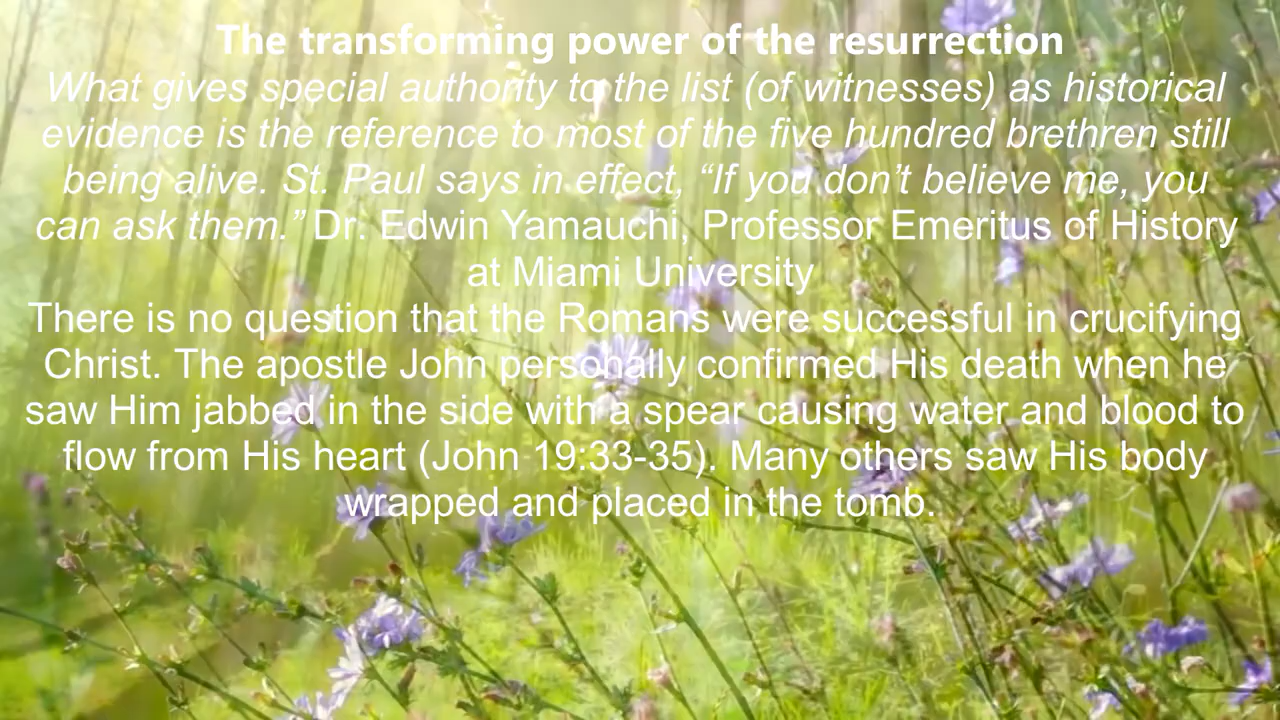 The transforming power of the resurrection
What gives special authority to the list (of witnesses) as historical
evidence is the reference to most of the five hundred brethren still
being alive. St. Paul says in effect, “If you don’t believe me, you
can ask them.” Dr. Edwin Yamauchi, Professor Emeritus of History
at Miami University
There is no question that the Romans were successful in crucifying
Christ. The apostle John personally confirmed His death when he
saw Him jabbed in the side with a spear causing water and blood to
flow from His heart (John 19:33-35). Many others saw His body
wrapped and placed in the tomb.